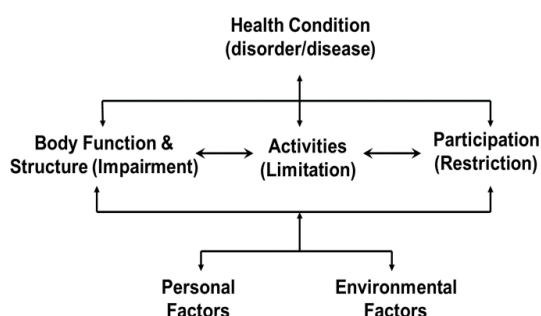 Health Condition
(disorder/disease)
Body Function &
Structure (Impairment)
Activities
(Limitation)
Participation
(Restriction)
Personal
Factors
Environmental
Factors